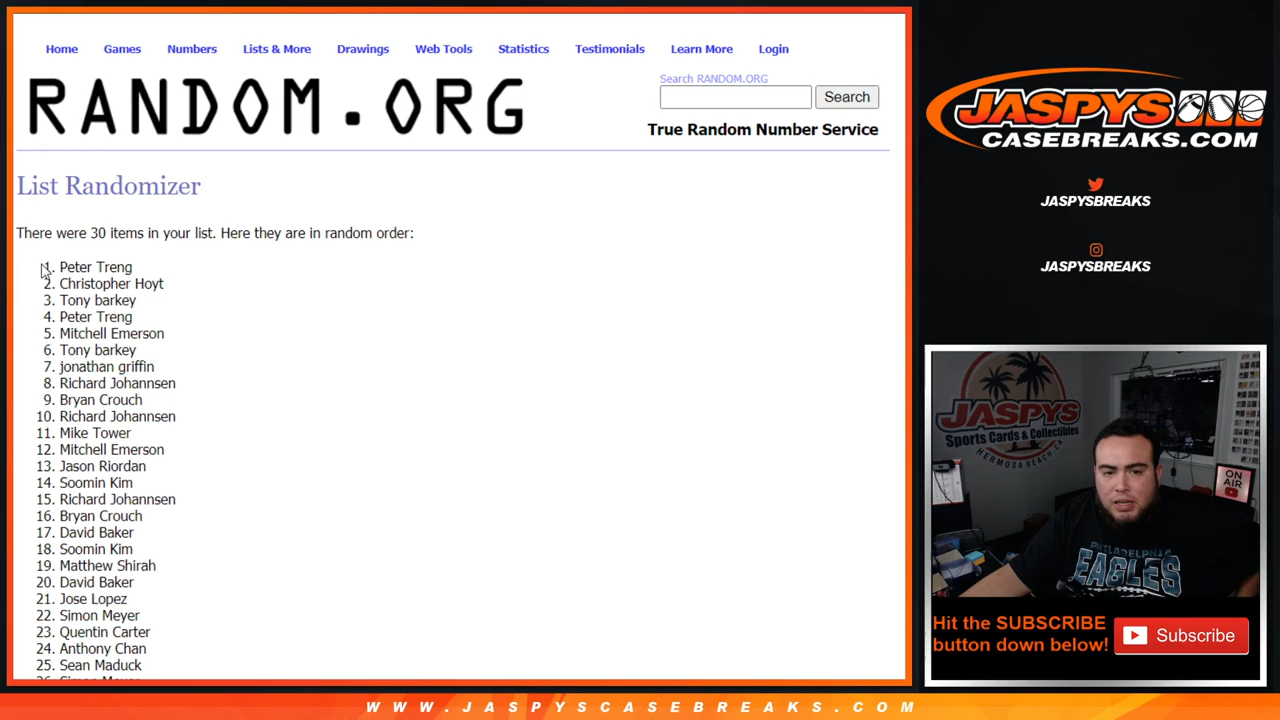 Home Games Numbers Lists & More Drawings Web Tools Statistics Testimonials Learn More Login
RANDOM.ORG
Search RANDOM.ORG
Search
True Random Number Service
List Randomizer
There were 30 items in your list. Here they are in random order:
1. Peter Treng
2. Christopher Hoyt
3. Tony barkey
4. Peter Treng
5. Mitchell Emerson
6. Tony barkey
7. jonathan griffin
8. Richard Johannsen
9. Bryan Crouch
10. Richard Johannsen
11. Mike Tower
12. Mitchell Emerson
13. Jason Riordan
14. Soomin Kim
15. Richard Johannsen
16. Bryan Crouch
17. David Baker
18. Soomin Kim
19. Matthew Shirah
20. David Baker
21. Jose Lopez
22. Simon Meyer
23. Quentin Carter
24. Anthony Chan
25. Sean Maduck
JASPYS
CASEBREAKS.COM
JASPYSBREAKS
JASPYSBREAKS
JASPYS
Sports Cards & Collectibles
HERMOSA BEACH, CA
ON
AIR
PHILADELPHIA
EAGLES
Hit the SUBSCRIBE
button down below!
Subscribe
WWW.JASPYSCASEBREAKS.COM